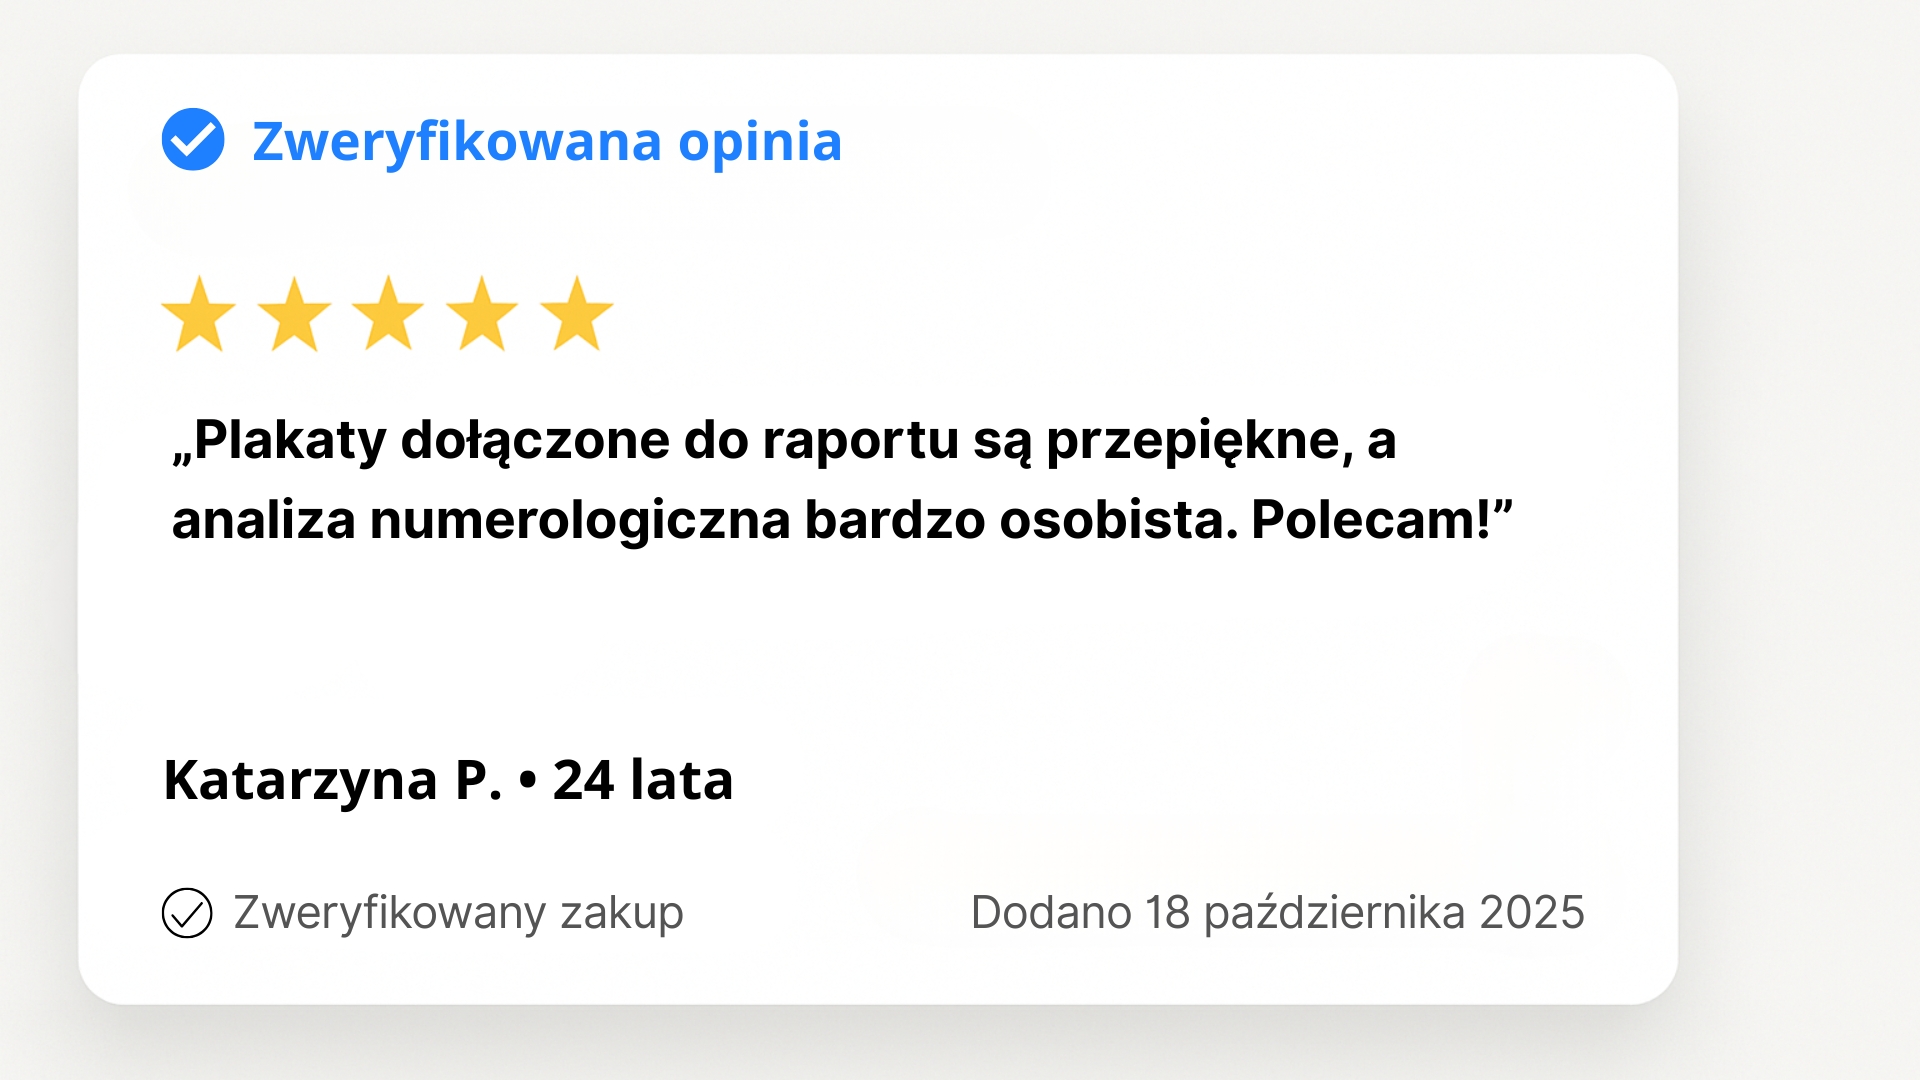 Zweryfikowana opinia
„Plakaty dołączone do raportu są przepiękne, a
analiza numerologiczna bardzo osobista. Polecam!”
Katarzyna P. • 24 lata
Zweryfikowany zakup
Dodano 18 października 2025